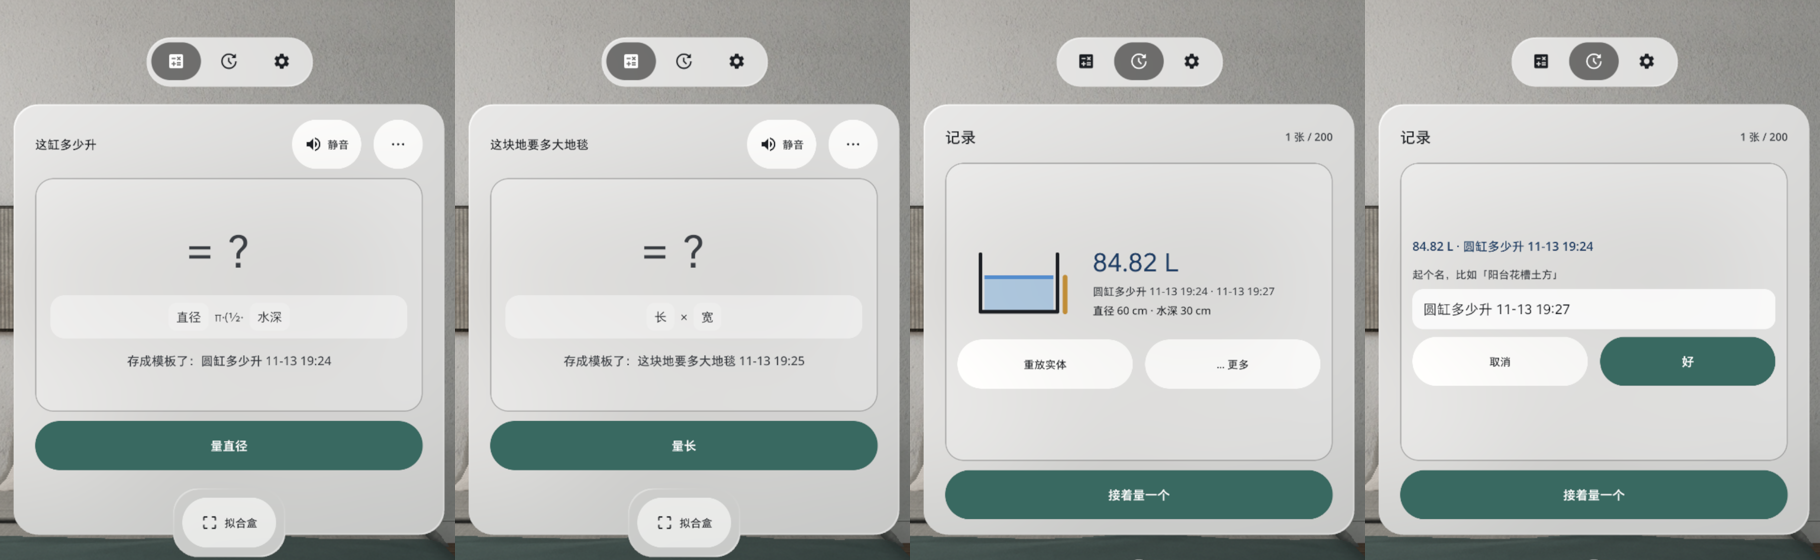 这缸多少升
静音
...
= ?
直径 π·(½· 水深
存成模板了：圆缸多少升 11-13 19:24
量直径
拟合盒
这块地要多大地毯
静音
...
= ?
长 × 宽
存成模板了：这块地要多大地毯 11-13 19:25
量长
拟合盒
记录
1 张 / 200
84.82 L
圆缸多少升 11-13 19:24 · 11-13 19:27
直径 60 cm · 水深 30 cm
重放实体
... 更多
接着量一个
记录
1 张 / 200
84.82 L · 圆缸多少升 11-13 19:24
起个名，比如「阳台花槽土方」
圆缸多少升 11-13 19:27
取消
好
接着量一个